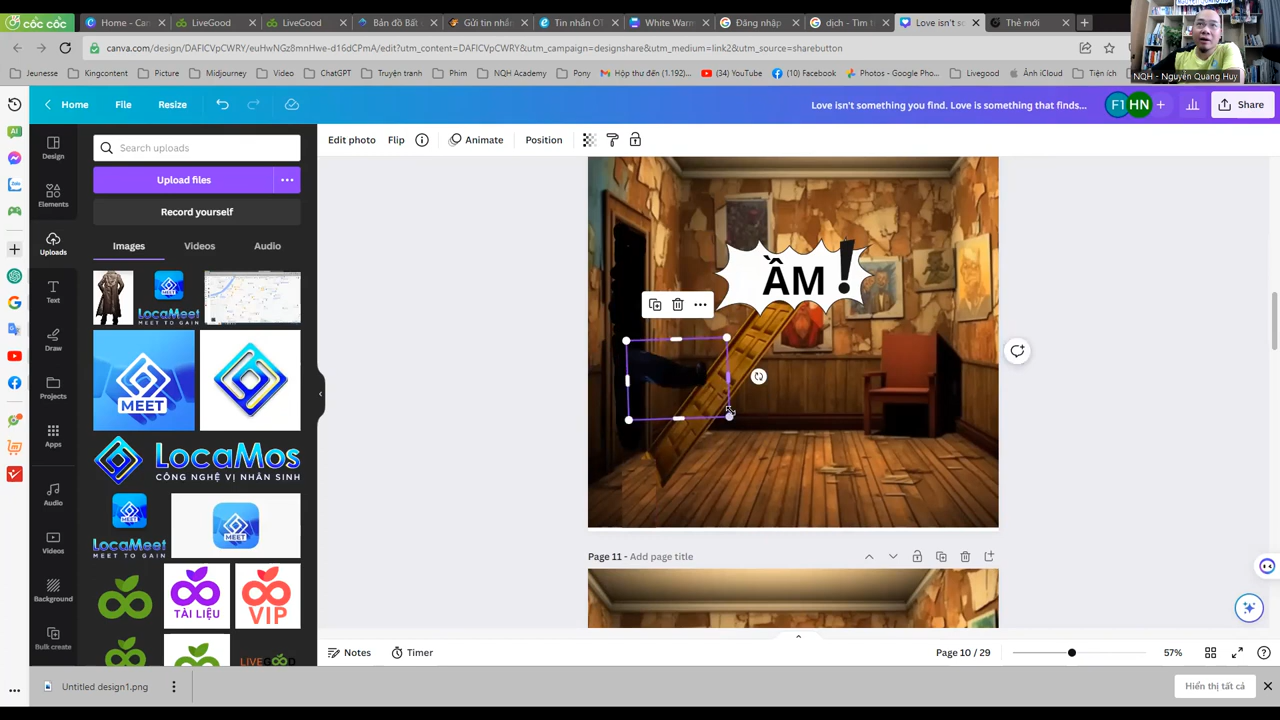 cốc cốc
Home - Can
LiveGood
LiveGood
Bản đồ Bất
Gửi tin nhắn
Tin nhắn OT
White Warm
Đăng nhập
dịch - Tìm t
Love isn't so
Thẻ mới
canva.com/design/DAFICVpCWRY/euHwNGz8mnHwe-d16dCPmA/edit?utm_content=DAFICVpCWRY&utm_campaign=designshare&utm_medium=link2&utm_source=sharebutton
Jeunesse
Kingcontent
Picture
Midjourney
Video
ChatGPT
Truyện tranh
Phim
NQH Academy
Pony
Hộp thư đến (1.192)...
(34) YouTube
(10) Facebook
Photos - Google Pho...
Livegood
Ảnh iCloud
Tiện ích
NQH - Nguyễn Quang Huy
Home
File
Resize
Love isn't something you find. Love is something that finds...
F1
HN
Share
Design
Elements
Uploads
Text
Draw
Projects
Apps
Audio
Videos
Background
Bulk create
Search uploads
Upload files
Record yourself
Images
Videos
Audio
LocaMeet
MEET TO GAIN
MEET
LocaMos
CÔNG NGHỆ VỊ NHÂN SINH
LocaMeet
MEET TO GAIN
MEET
TÀI LIỆU
VIP
LIVEGOOD
Edit photo
Flip
Animate
Position
ẦM !
Page 11 - Add page title
Notes
Timer
Page 10 / 29
57%
Untitled design1.png
Hiển thị tất cả